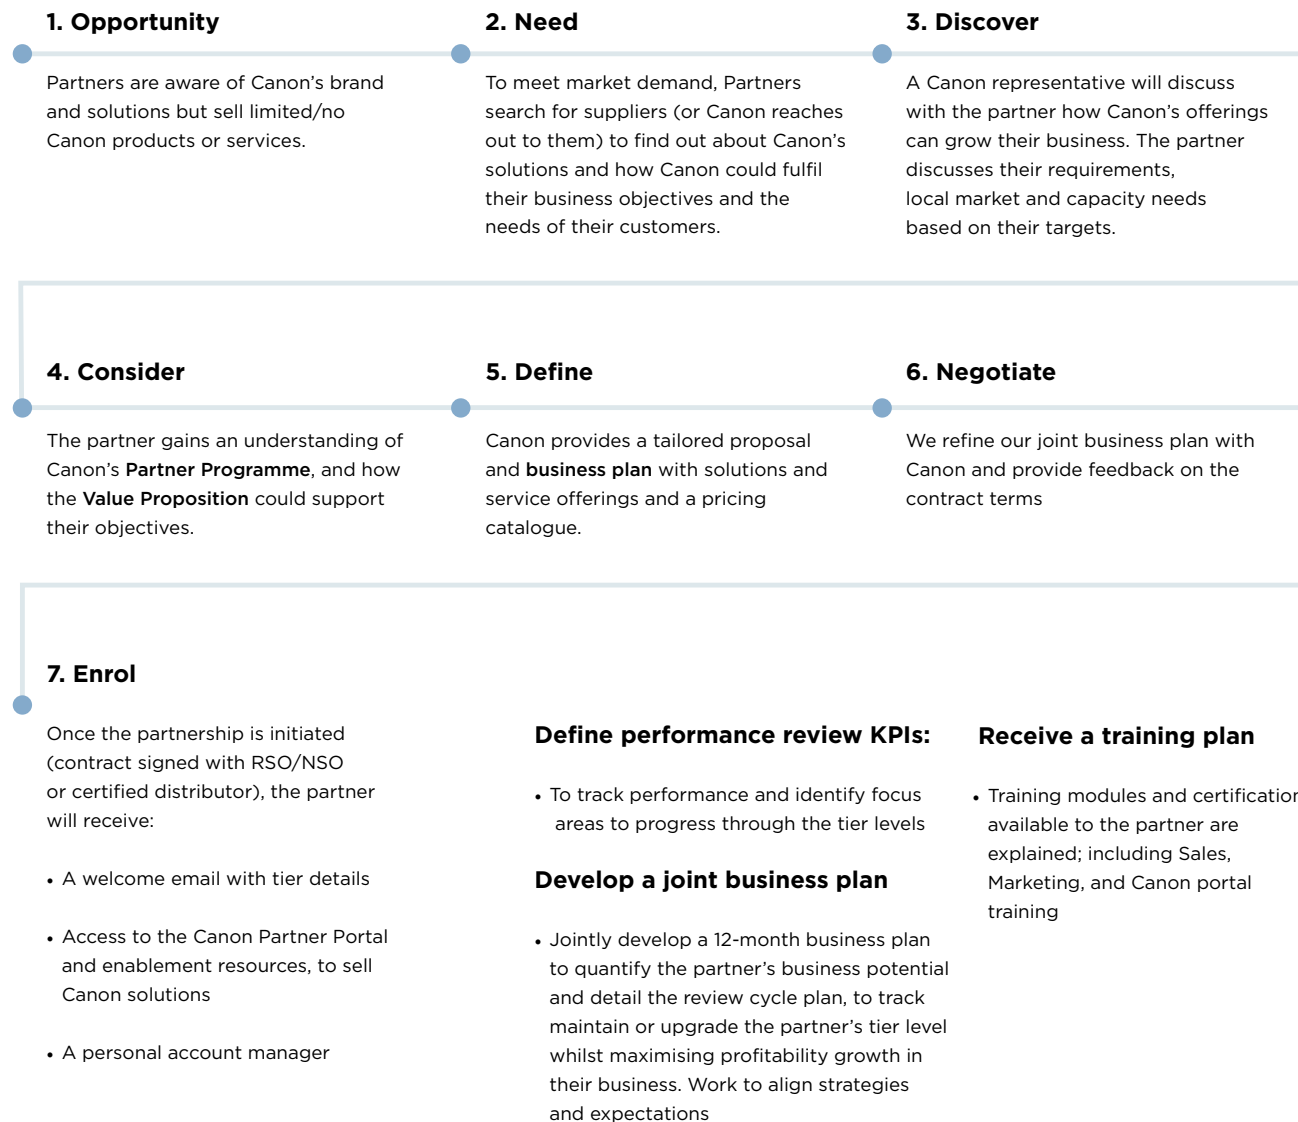 1. Opportunity
Partners are aware of Canon's brand
and solutions but sell limited/no
Canon products or services.
2. Need
To meet market demand, Partners
search for suppliers (or Canon reaches
out to them) to find out about Canon's
solutions and how Canon could fulfil
their business objectives and the
needs of their customers.
3. Discover
A Canon representative will discuss
with the partner how Canon's offerings
can grow their business. The partner
discusses their requirements,
local market and capacity needs
based on their targets.
4. Consider
The partner gains an understanding of
Canon's Partner Programme, and how
the Value Proposition could support
their objectives.
5. Define
Canon provides a tailored proposal
and business plan with solutions and
service offerings and a pricing
catalogue.
6. Negotiate
We refine our joint business plan with
Canon and provide feedback on the
contract terms
7. Enrol
Once the partnership is initiated
(contract signed with RSO/NSO
or certified distributor), the partner
will receive:
• A welcome email with tier details
• Access to the Canon Partner Portal
and enablement resources, to sell
Canon solutions
• A personal account manager
Define performance review KPIs:
• To track performance and identify focus
areas to progress through the tier levels
Develop a joint business plan
• Jointly develop a 12-month business plan
to quantify the partner's business potential
and detail the review cycle plan, to track
maintain or upgrade the partner's tier level
whilst maximising profitability growth in
their business. Work to align strategies
and expectations
Receive a training plan
• Training modules and certification
available to the partner are
explained; including Sales,
Marketing, and Canon portal
training